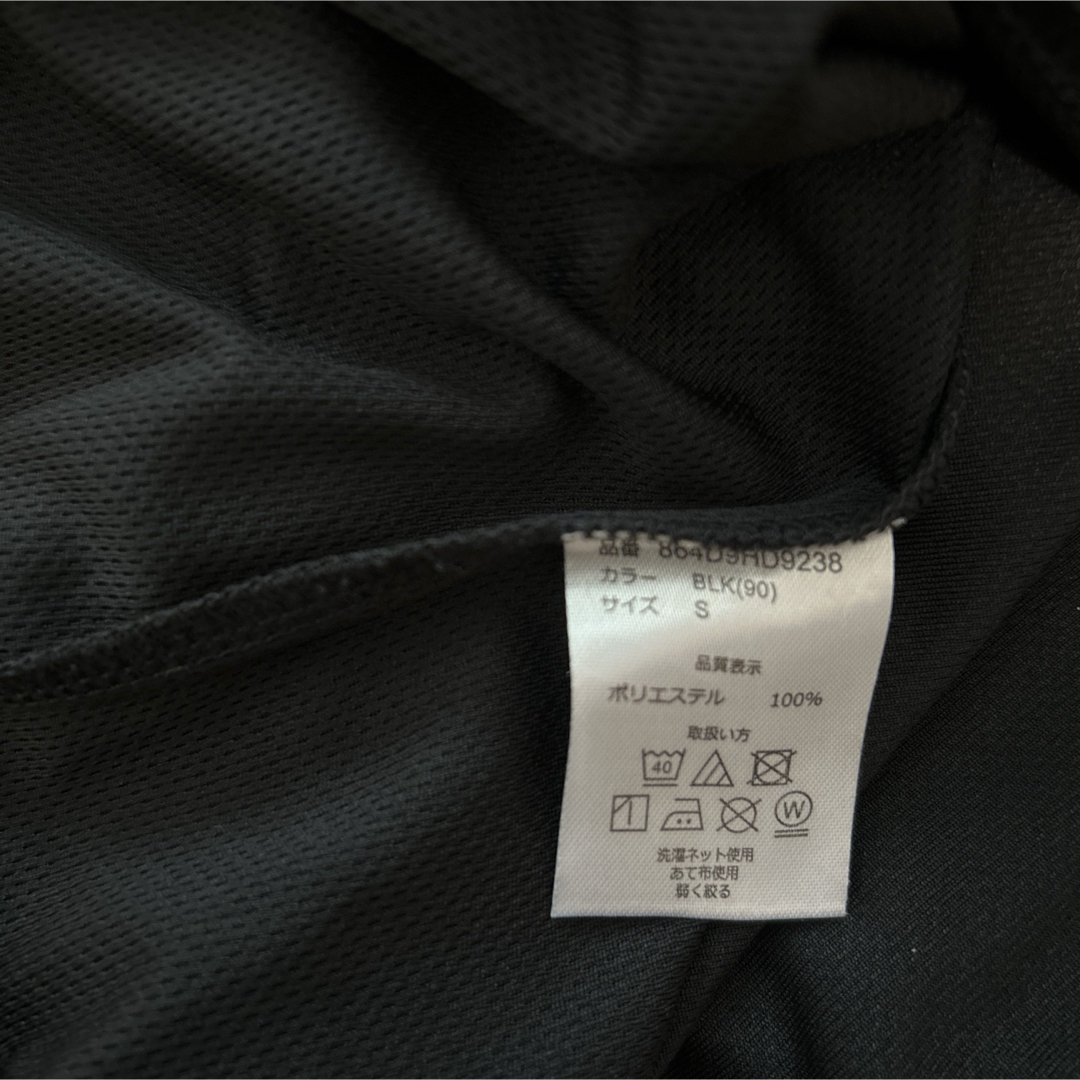 品番 864D9HD9238
カラー BLK(90)
サイズ S
品質表示
ポリエステル 100%
取扱い方
40
W
洗濯ネット使用
あて布使用
弱く絞る